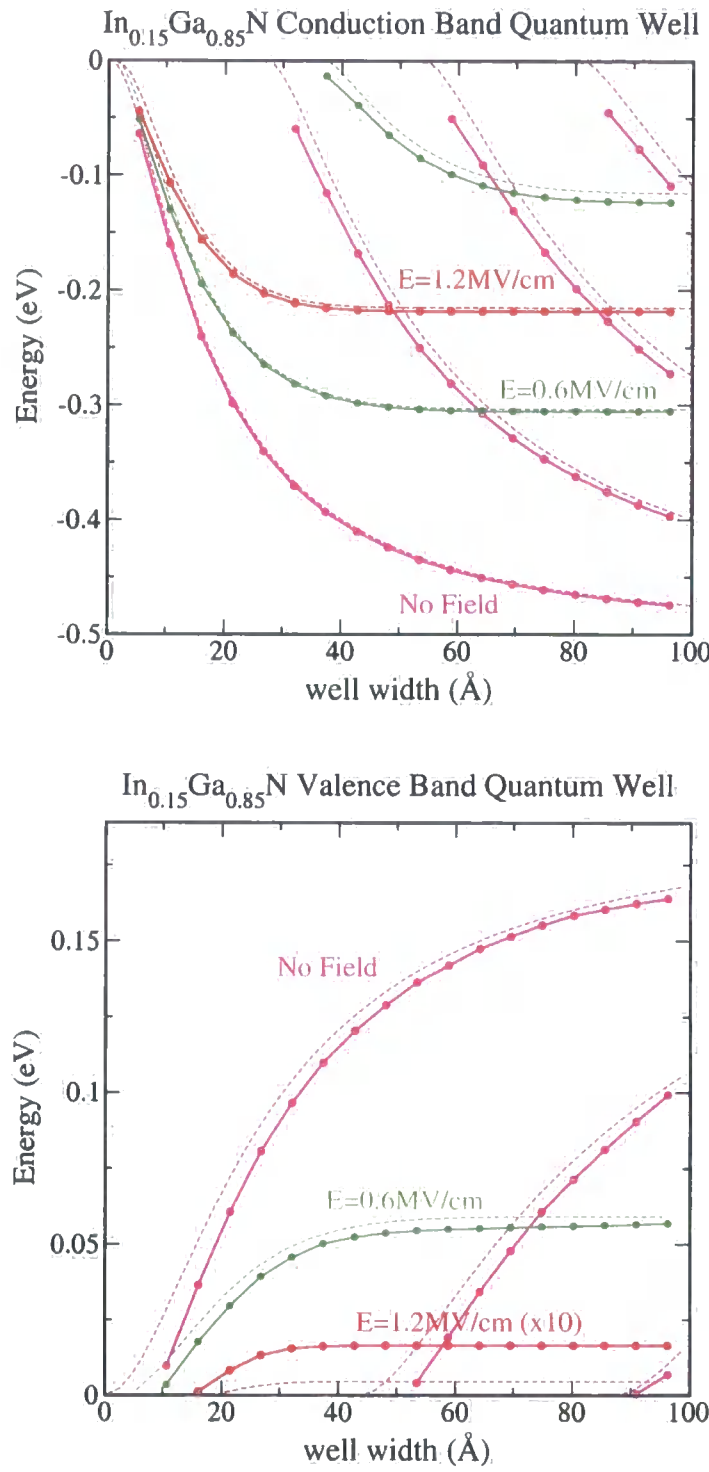 In0.15Ga0.85N Conduction Band Quantum Well
0
-0.1
-0.2
-0.3
-0.4
-0.5
Energy (eV)
E=1.2MV/cm
E=0.6MV/cm
No Field
0 20 40 60 80 100
well width (Å)
In0.15Ga0.85N Valence Band Quantum Well
0.15
0.1
0.05
0
Energy (eV)
No Field
E=0.6MV/cm
E=1.2MV/cm (x10)
0 20 40 60 80 100
well width (Å)